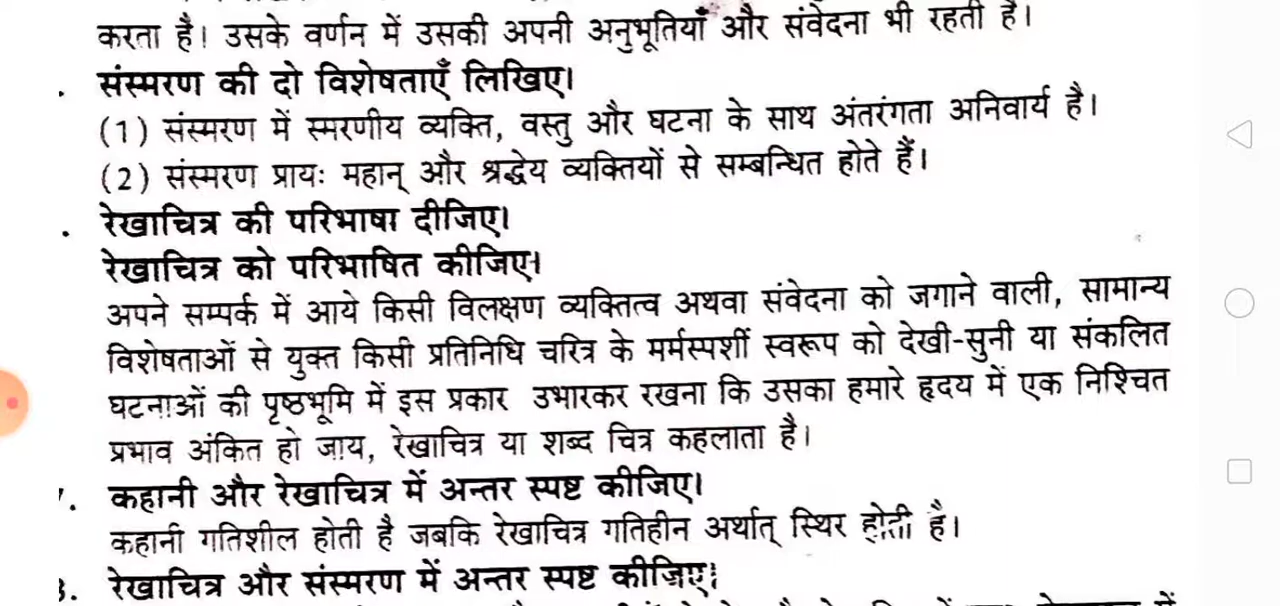 करता है। उसके वर्णन में उसकी अपनी अनुभूतियाँ और संवेदना भी रहती हैं।
संस्मरण की दो विशेषताएँ लिखिए।
(1) संस्मरण में स्मरणीय व्यक्ति, वस्तु और घटना के साथ अंतरंगता अनिवार्य है।
(2) संस्मरण प्रायः महान् और श्रद्धेय व्यक्तियों से सम्बन्धित होते हैं।
रेखाचित्र की परिभाषा दीजिए।
रेखाचित्र को परिभाषित कीजिए।
अपने सम्पर्क में आये किसी विलक्षण व्यक्तित्व अथवा संवेदना को जगाने वाली, सामान्य
विशेषताओं से युक्त किसी प्रतिनिधि चरित्र के मर्मस्पर्शी स्वरूप को देखी-सुनी या संकलित
घटनाओं की पृष्ठभूमि में इस प्रकार उभारकर रखना कि उसका हमारे हृदय में एक निश्चित
प्रभाव अंकित हो जाय, रेखाचित्र या शब्द चित्र कहलाता है।
कहानी और रेखाचित्र में अन्तर स्पष्ट कीजिए।
कहानी गतिशील होती है जबकि रेखाचित्र गतिहीन अर्थात् स्थिर होती है।
रेखाचित्र और संस्मरण में अन्तर स्पष्ट कीजिए।